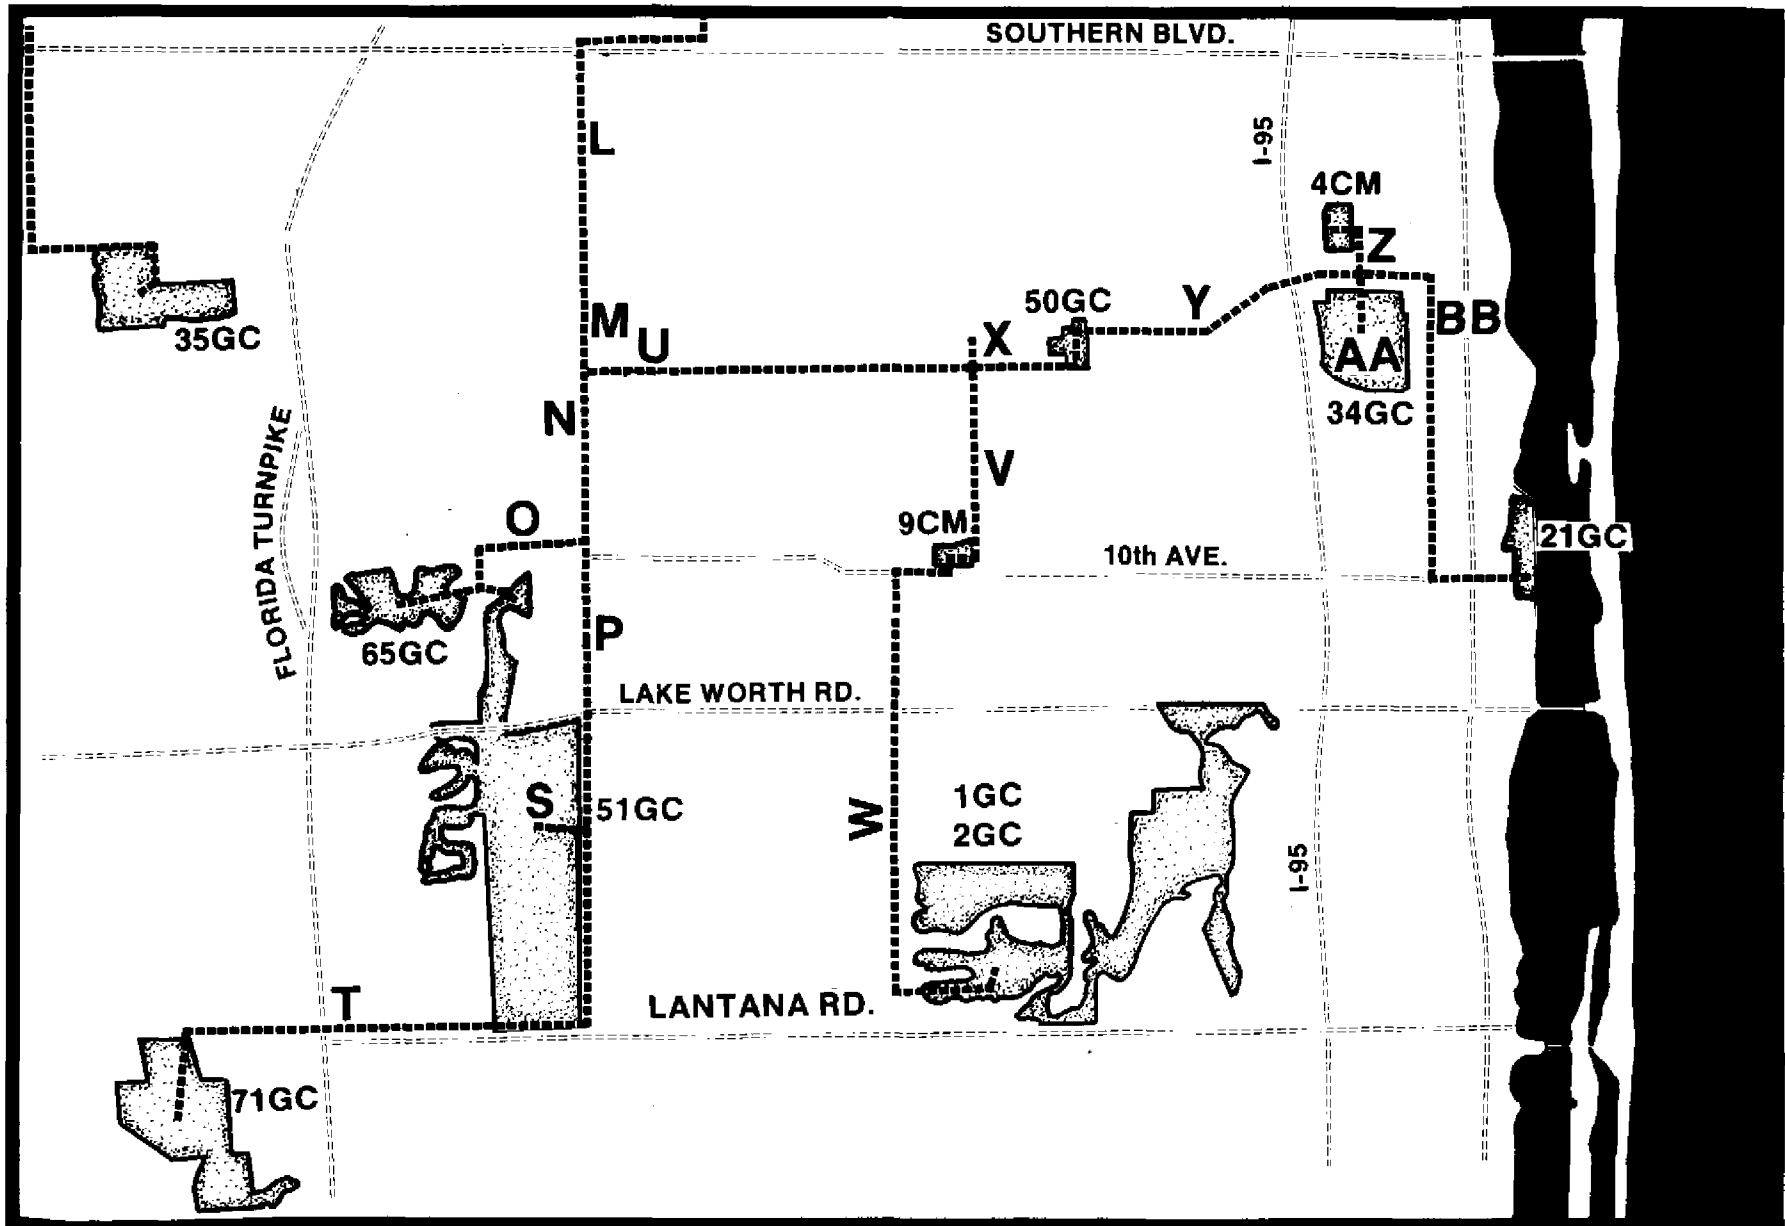 SOUTHERN BLVD.
I-95
L
4CM
Z
35GC
M
U
X
50GC
Y
BB
AA
34GC
N
FLORIDA TURNPIKE
V
O
9CM
10th AVE.
21GC
65GC
P
LAKE WORTH RD.
S
51GC
W
1GC
2GC
I-95
T
LANTANA RD.
71GC